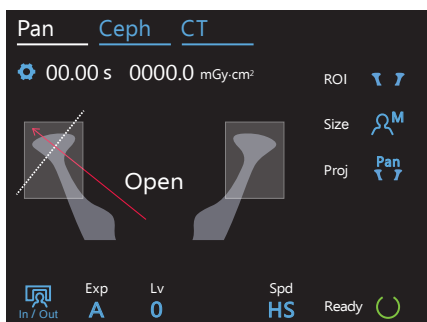 Pan Ceph CT
00.00 s 0000.0 mGy·cm²
ROI
Size M
Proj Pan
Open
In / Out
Exp A
Lv 0
Spd HS
Ready